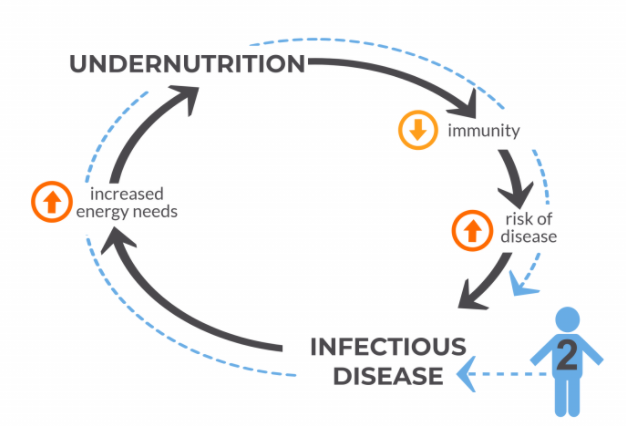 UNDERNUTRITION
immunity
risk of
disease
INFECTIOUS
DISEASE
2
increased
energy needs